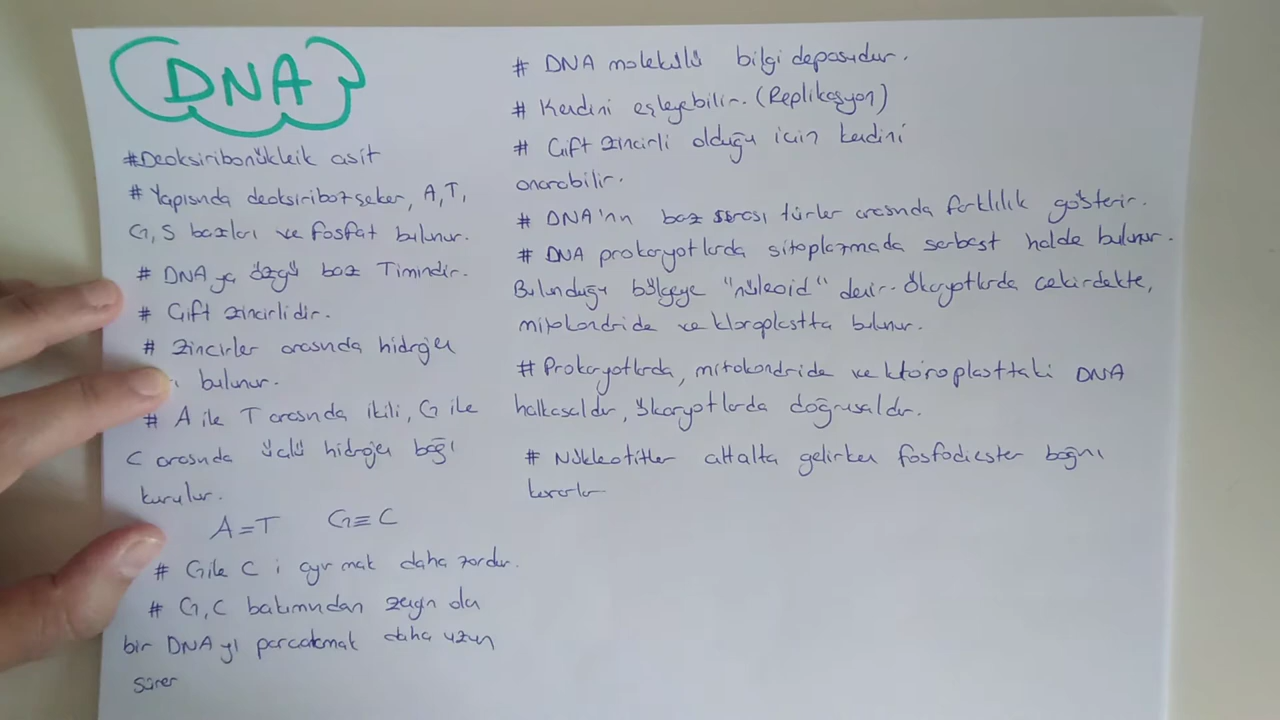 DNA
#Deoksiribonükleik asit
# Yapısında deoksiriboz şeker, A,T,
G,S bazları ve fosfat bulunur.
# DNA ya özgü baz Timindir.
# Çift zincirlidir.
# Zincirler arasında hidrojen
bulunur.
# A ile T arasında ikili, G ile
C arasında üçlü hidrojen bağı
kurulur.
A=T G≡C
# G ile C i ayırmak daha zordur.
# G,C bakımından zengin olan
bir DNA yı parçalamak daha uzun
sürer
# DNA molekülü bilgi deposudur.
# Kendini eşleyebilir. (Replikasyon)
# Çift zincirli olduğu için kendini
onarabilir.
# DNA'nın baz sırası türler arasında farklılık gösterir.
# DNA prokaryotlarda sitoplazmada serbest halde bulunur.
Bulunduğu bölgeye "nükleoid" denir. Ökaryotlarda çekirdekte,
mitokondride ve kloroplastta bulunur.
# Prokaryotlarda, mitokondride ve kloroplasttaki DNA
halkasaldır, ökaryotlarda doğrusaldır.
# Nükleotitler altalta gelirken fosfodiester bağını
kurarlar